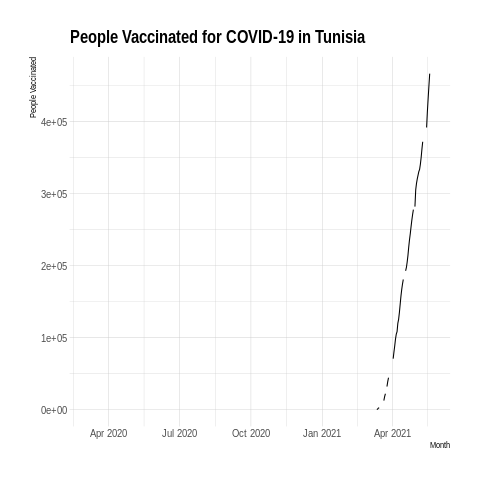 People Vaccinated for COVID-19 in Tunisia
People Vaccinated
4e+05
3e+05
2e+05
1e+05
0e+00
Apr 2020 Jul 2020 Oct 2020 Jan 2021 Apr 2021
Month